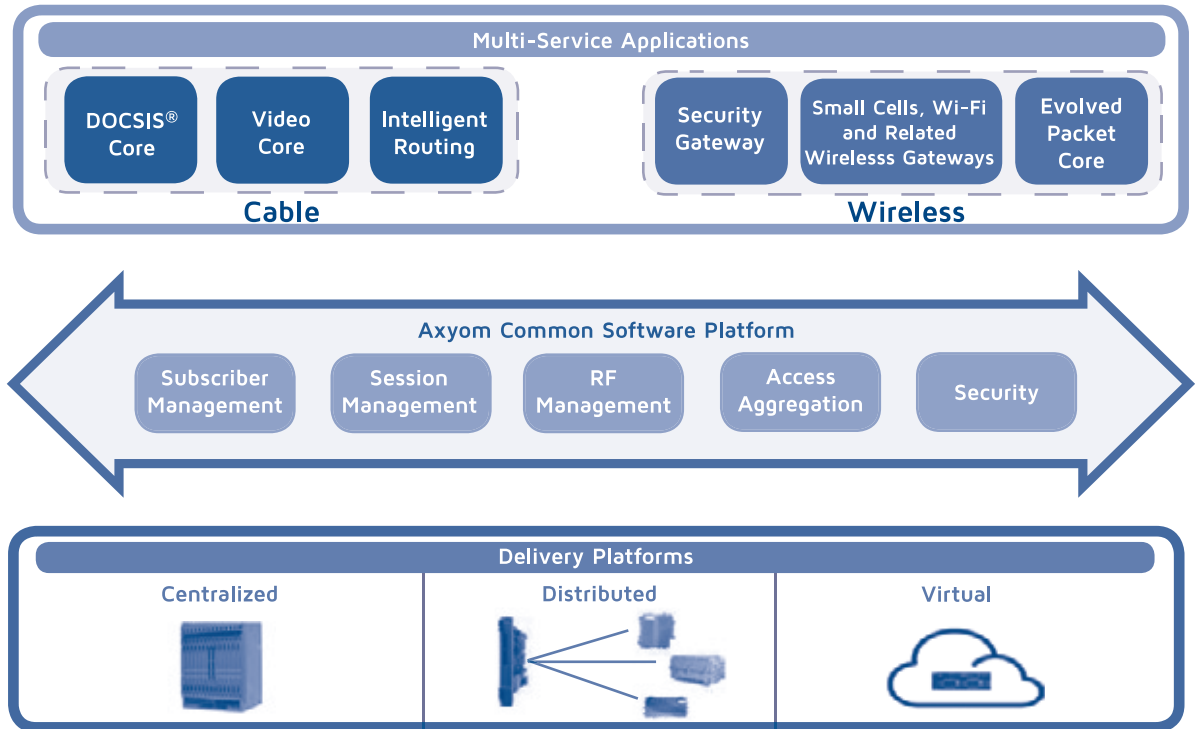 Multi-Service Applications
DOCSIS®
Core
Video
Core
Intelligent
Routing
Security
Gateway
Small Cells, Wi-Fi
and Related
Wirelesss Gateways
Evolved
Packet
Core
Cable
Wireless
Axyom Common Software Platform
Subscriber
Management
Session
Management
RF
Management
Access
Aggregation
Security
Delivery Platforms
Centralized
Distributed
Virtual